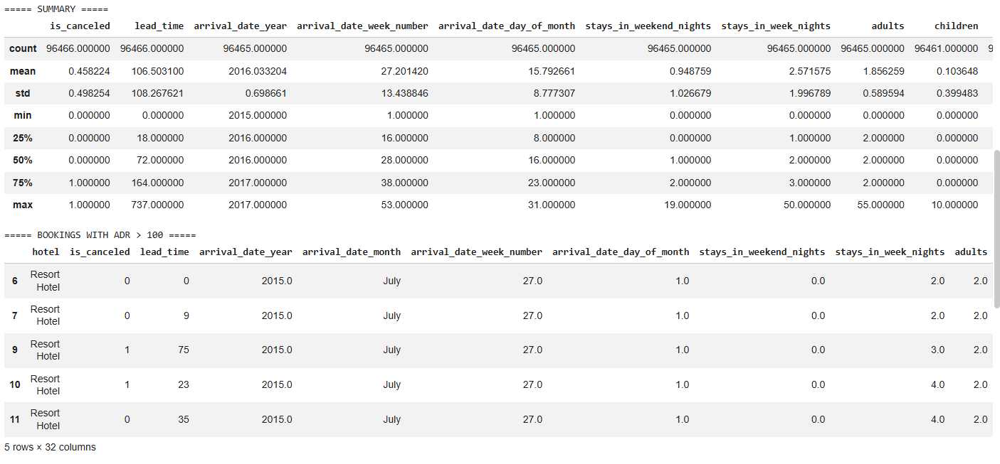 ===== SUMMARY =====
is_canceled lead_time arrival_date_year arrival_date_week_number arrival_date_day_of_month stays_in_weekend_nights stays_in_week_nights adults children
count 96466.000000 96466.000000 96465.000000 96465.000000 96465.000000 96465.000000 96465.000000 96465.000000 96461.000000 9
mean 0.458224 106.503100 2016.033204 27.201420 15.792661 0.948759 2.571575 1.856259 0.103648
std 0.498254 108.267621 0.698661 13.438846 8.777307 1.026679 1.996789 0.589594 0.399483
min 0.000000 0.000000 2015.000000 1.000000 1.000000 0.000000 0.000000 0.000000 0.000000
25% 0.000000 18.000000 2016.000000 16.000000 8.000000 0.000000 1.000000 2.000000 0.000000
50% 0.000000 72.000000 2016.000000 28.000000 16.000000 1.000000 2.000000 2.000000 0.000000
75% 1.000000 164.000000 2017.000000 38.000000 23.000000 2.000000 3.000000 2.000000 0.000000
max 1.000000 737.000000 2017.000000 53.000000 31.000000 19.000000 50.000000 55.000000 10.000000
===== BOOKINGS WITH ADR > 100 =====
hotel is_canceled lead_time arrival_date_year arrival_date_month arrival_date_week_number arrival_date_day_of_month stays_in_weekend_nights stays_in_week_nights adults
6 Resort Hotel 0 0 2015.0 July 27.0 1.0 0.0 2.0 2.0
7 Resort Hotel 0 9 2015.0 July 27.0 1.0 0.0 2.0 2.0
9 Resort Hotel 1 75 2015.0 July 27.0 1.0 0.0 3.0 2.0
10 Resort Hotel 1 23 2015.0 July 27.0 1.0 0.0 4.0 2.0
11 Resort Hotel 0 35 2015.0 July 27.0 1.0 0.0 4.0 2.0
5 rows × 32 columns